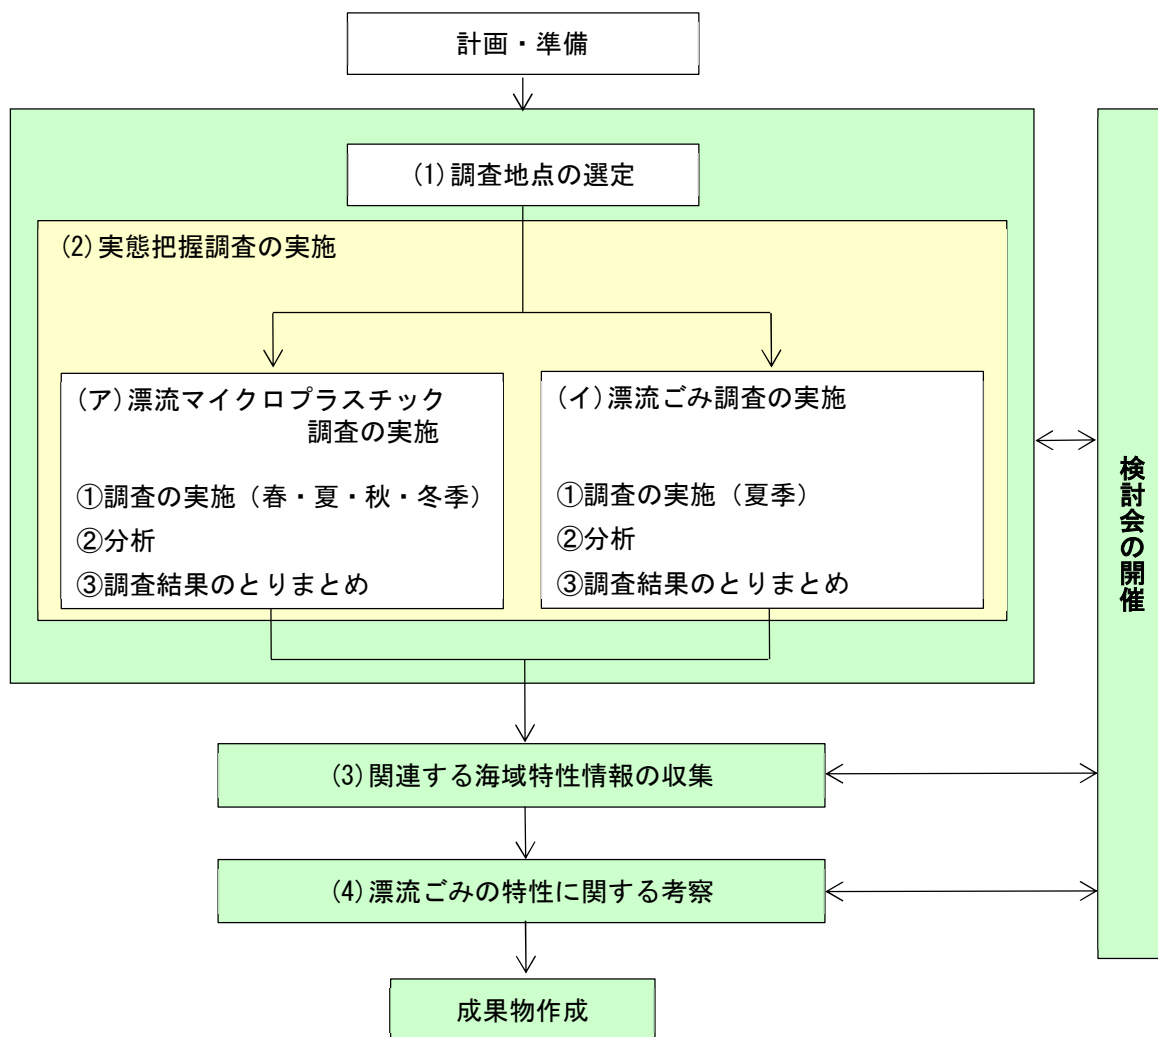 計画・準備
(1)調査地点の選定
(2)実態把握調査の実施
(ア)漂流マイクロプラスチック
調査の実施
①調査の実施（春・夏・秋・冬季）
②分析
③調査結果のとりまとめ
(イ)漂流ごみ調査の実施
①調査の実施（夏季）
②分析
③調査結果のとりまとめ
検討会の開催
(3)関連する海域特性情報の収集
(4)漂流ごみの特性に関する考察
成果物作成